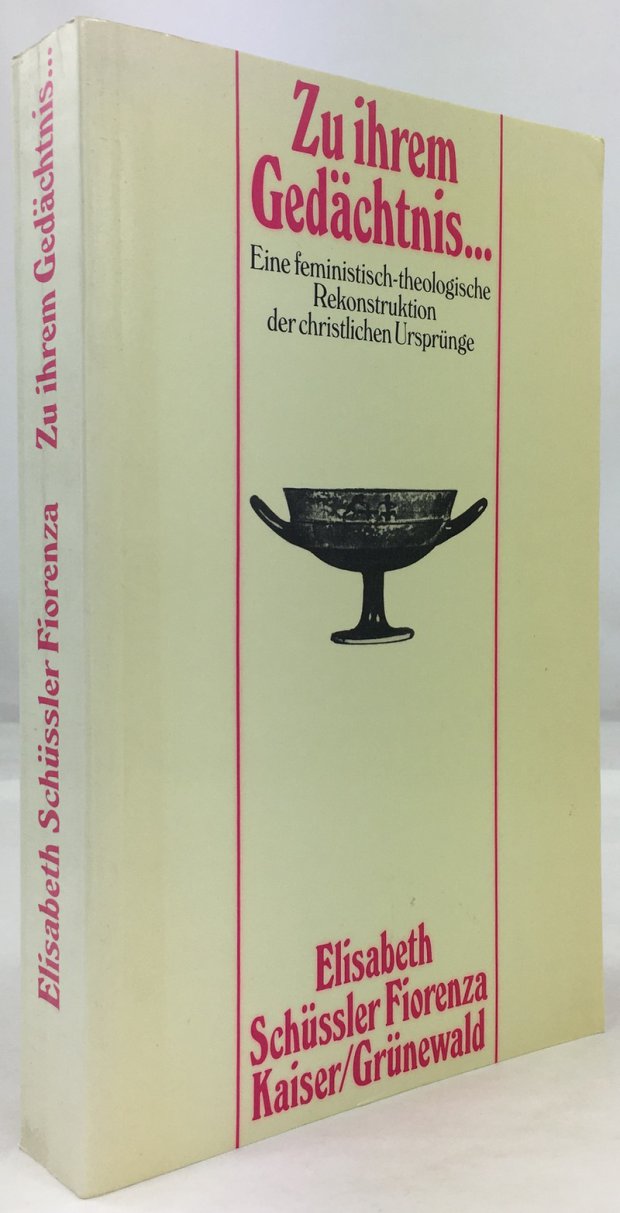 Elisabeth Schüssler Fiorenza Zu ihrem Gedächtnis...
Zu ihrem
Gedächtnis...
Eine feministisch-theologische
Rekonstruktion
der christlichen Ursprünge
Elisabeth
Schüssler Fiorenza
Kaiser/Grünewald